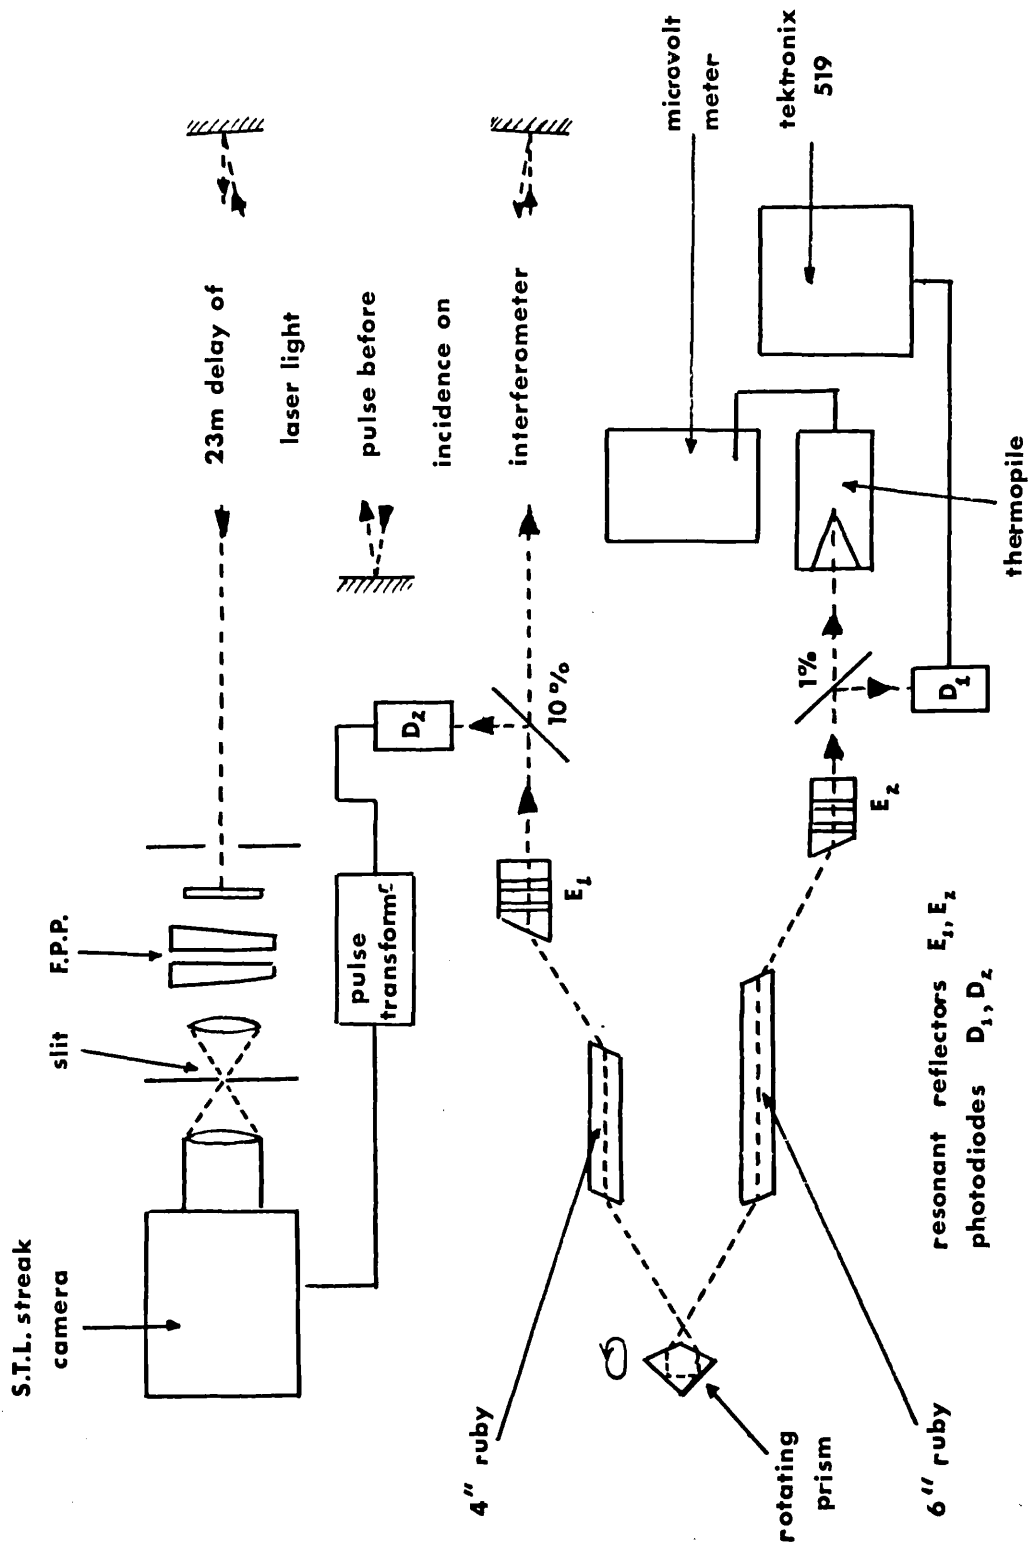 S.T.L. streak
camera
slit
F.P.P.
23m delay of
laser light
pulse before
incidence on
interferometer
pulse
transformr
D2
10%
E1
4" ruby
rotating
prism
6" ruby
E2
1%
D1
thermopile
microvolt
meter
tektronix
519
resonant reflectors E1, E2
photodiodes D1, D2